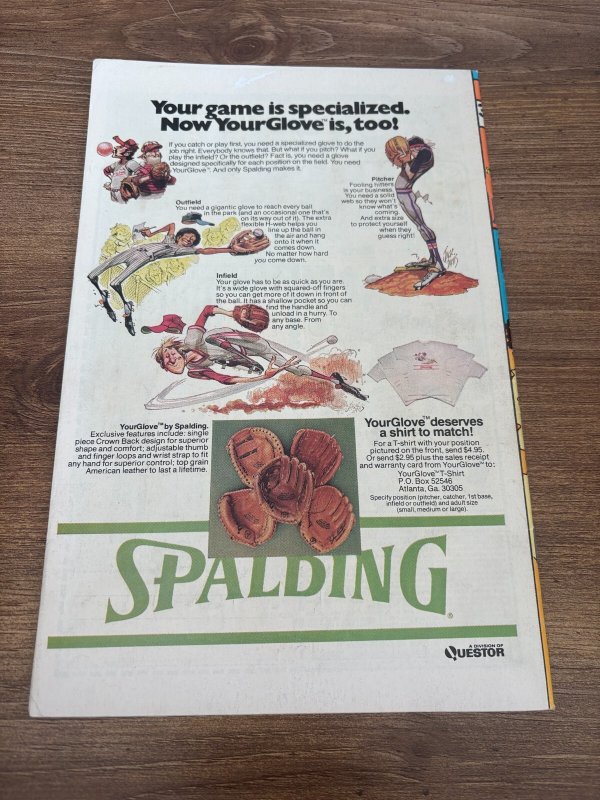 Your game is specialized.
Now YourGlove™ is, too!
If you catch or play first, you need a specialized glove to do the
job right. Everybody knows that. But what if you pitch? What if you
play the infield? Or the outfield? Fact is, you need a glove
designed specifically for each position on the field. You need
YourGlove™. And only Spalding makes it.
Pitcher
Fooling hitters
is your business.
You need a solid
web so they won't
know what's
coming.
And extra size
to protect yourself
when they
guess right!
Outfield
You need a gigantic glove to reach every ball
in the park (and an occasional one that's
on its way out of it). The extra
flexible H-web helps you
line up the ball in
the air and hang
onto it when it
comes down.
No matter how hard
you come down.
Infield
Your glove has to be as quick as you are.
It's a wide glove with squared-off fingers
so you can get more of it down in front of
the ball. It has a shallow pocket so you can
find the handle and
unload in a hurry. To
any base. From
any angle.
YourGlove™ by Spalding.
Exclusive features include: single
piece Crown Back design for superior
shape and comfort; adjustable thumb
and finger loops and wrist strap to fit
any hand for superior control; top grain
American leather to last a lifetime.
YourGlove™ deserves
a shirt to match!
For a T-shirt with your position
pictured on the front, send $4.95.
Or send $2.95 plus the sales receipt
and warranty card from YourGlove™ to:
YourGlove™ T-Shirt
P.O. Box 52546
Atlanta, Ga. 30305
Specify position (pitcher, catcher, 1st base,
infield or outfield) and adult size
(small, medium or large).
SPALDING®
A DIVISION OF
QUESTOR